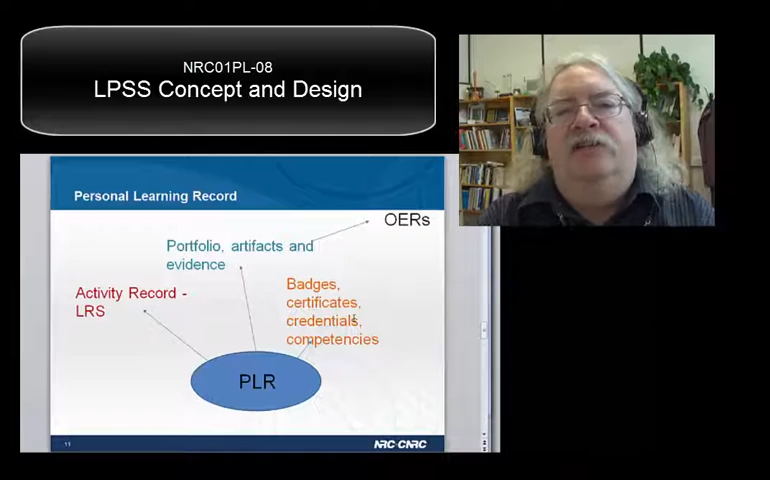 NRC01PL-08
LPSS Concept and Design
Personal Learning Record
OERs
Portfolio, artifacts and
evidence
Activity Record -
LRS
Badges,
certificates,
credentials,
competencies
PLR
11
NRC·CNRC